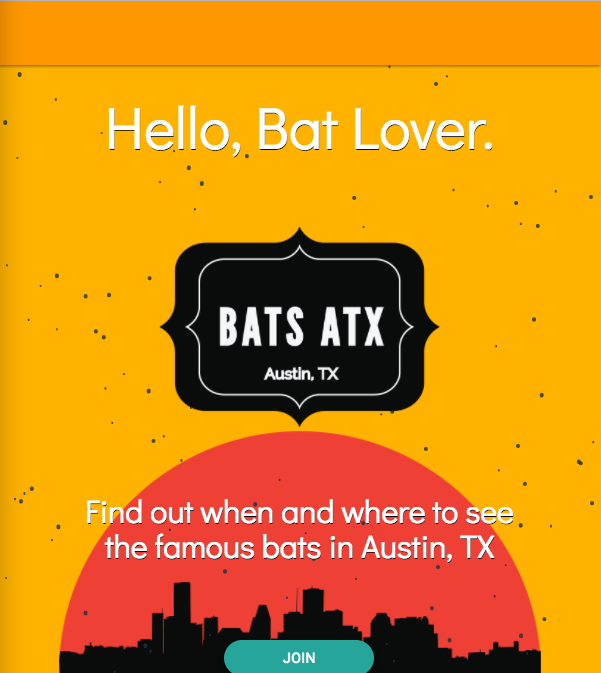 Hello, Bat Lover.
BATS ATX
Austin, TX
Find out when and where to see
the famous bats in Austin, TX
JOIN